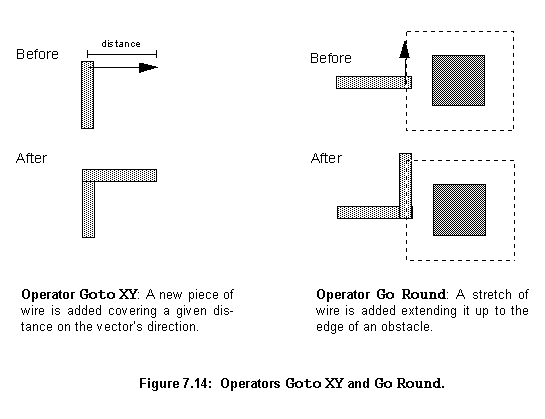 distance
Before
Before
After
After
Operator Goto XY: A new piece of
wire is added covering a given dis-
tance on the vector's direction.
Operator Go Round: A stretch of
wire is added extending it up to the
edge of an obstacle.
Figure 7.14: Operators Goto XY and Go Round.